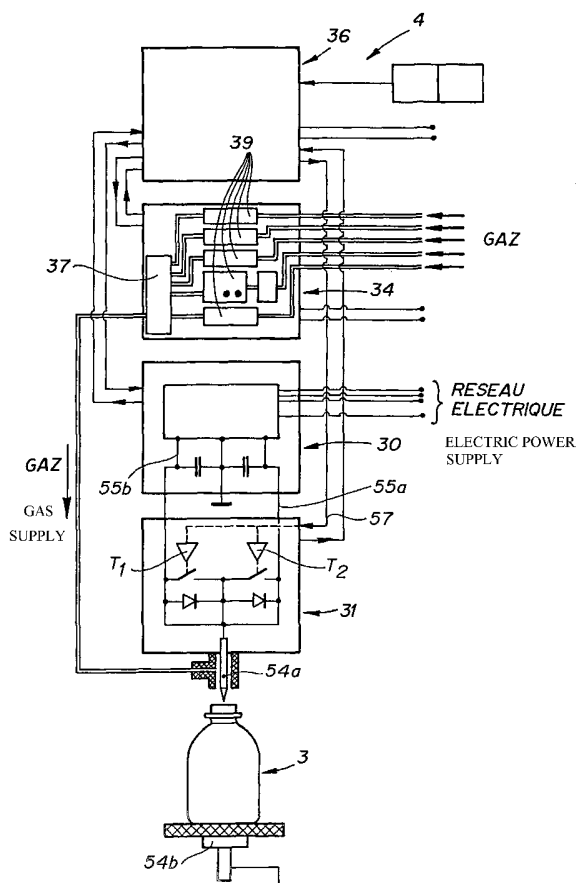 36
4
39
37
GAZ
34
RESEAU
ELECTRIQUE
30
ELECTRIC POWER
SUPPLY
GAZ
GAS
SUPPLY
55b
55a
57
T1
T2
31
54a
3
54b